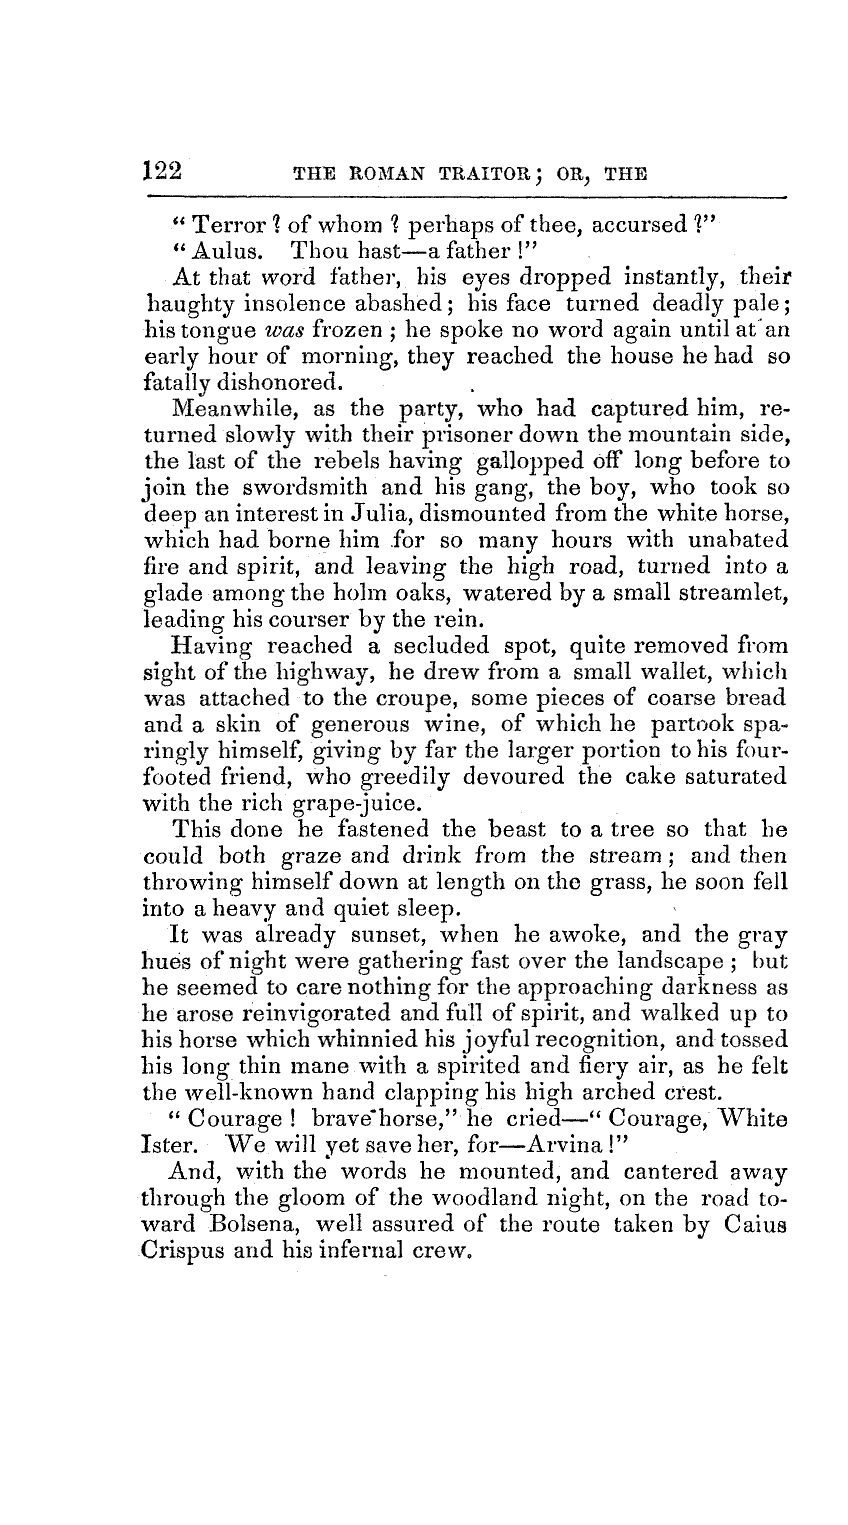 122 THE ROMAN TRAITOR; OR, THE
“ Terror ? of whom ? perhaps of thee, accursed ?”
“ Aulus. Thou hast—a father !”
At that word father, his eyes dropped instantly, their
haughty insolence abashed; his face turned deadly pale;
his tongue was frozen ; he spoke no word again until at an
early hour of morning, they reached the house he had so
fatally dishonored.
Meanwhile, as the party, who had captured him, re-
turned slowly with their prisoner down the mountain side,
the last of the rebels having gallopped off long before to
join the swordsmith and his gang, the boy, who took so
deep an interest in Julia, dismounted from the white horse,
which had borne him for so many hours with unabated
fire and spirit, and leaving the high road, turned into a
glade among the holm oaks, watered by a small streamlet,
leading his courser by the rein.
Having reached a secluded spot, quite removed from
sight of the highway, he drew from a small wallet, which
was attached to the croupe, some pieces of coarse bread
and a skin of generous wine, of which he partook spa-
ringly himself, giving by far the larger portion to his four-
footed friend, who greedily devoured the cake saturated
with the rich grape-juice.
This done he fastened the beast to a tree so that he
could both graze and drink from the stream ; and then
throwing himself down at length on the grass, he soon fell
into a heavy and quiet sleep.
It was already sunset, when he awoke, and the gray
hues of night were gathering fast over the landscape ; but
he seemed to care nothing for the approaching darkness as
he arose reinvigorated and full of spirit, and walked up to
his horse which whinnied his joyful recognition, and tossed
his long thin mane with a spirited and fiery air, as he felt
the well-known hand clapping his high arched crest.
“ Courage ! brave horse,” he cried—“ Courage, White
Ister. We will yet save her, for—Arvina !”
And, with the words he mounted, and cantered away
through the gloom of the woodland night, on the road to-
ward Bolsena, well assured of the route taken by Caius
Crispus and his infernal crew.